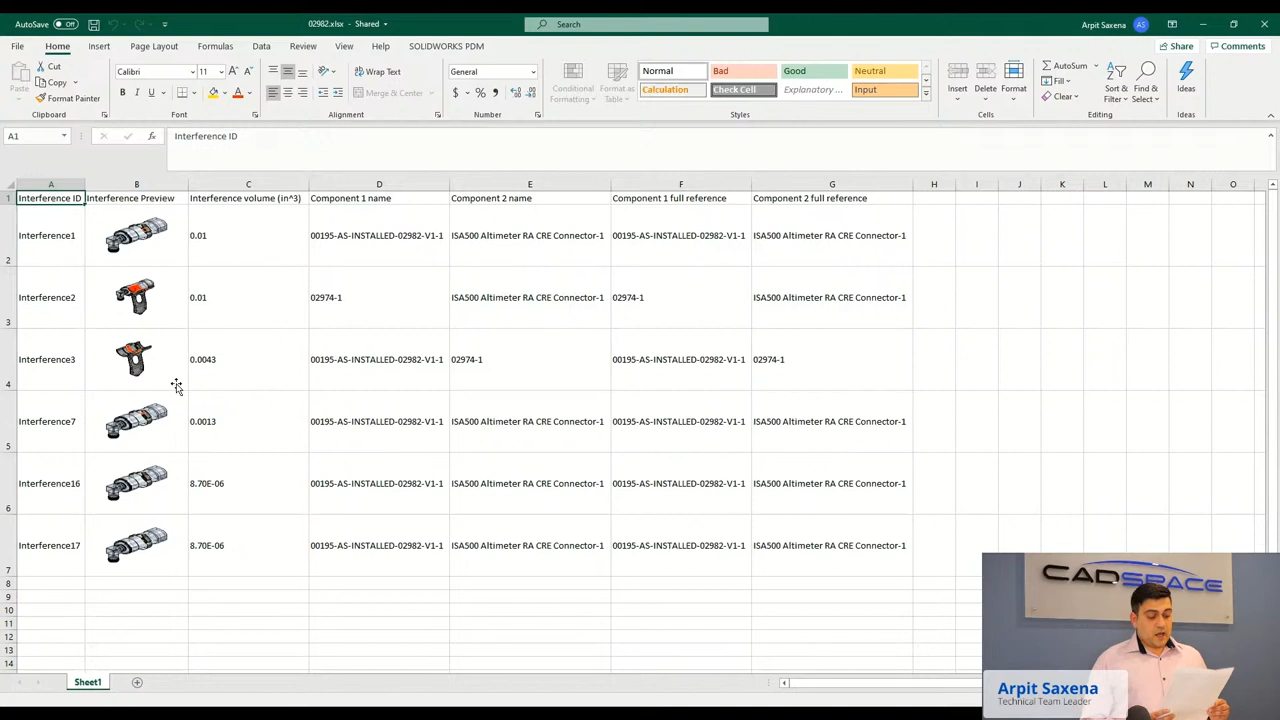 AutoSave Off 02982.xlsx - Shared Search Arpit Saxena AS
File Home Insert Page Layout Formulas Data Review View Help SOLIDWORKS PDM Share Comments
Paste Cut Copy Format Painter Clipboard
Calibri 11 B I U A Font
Wrap Text Merge & Center Alignment
General $ % Number
Conditional Formatting Format as Table
Normal Bad Good Neutral
Calculation Check Cell Explanatory ... Input
Styles
Insert Delete Format Cells
AutoSum Fill Clear Sort & Filter Find & Select Editing
Ideas Ideas
A1 fx Interference ID
A B C D E F G H I J K L M N O
1 Interference ID Interference Preview Interference volume (in^3) Component 1 name Component 2 name Component 1 full reference Component 2 full reference
2 Interference1 0.01 00195-AS-INSTALLED-02982-V1-1 ISA500 Altimeter RA CRE Connector-1 00195-AS-INSTALLED-02982-V1-1 ISA500 Altimeter RA CRE Connector-1
3 Interference2 0.01 02974-1 ISA500 Altimeter RA CRE Connector-1 02974-1 ISA500 Altimeter RA CRE Connector-1
4 Interference3 0.0043 00195-AS-INSTALLED-02982-V1-1 02974-1 00195-AS-INSTALLED-02982-V1-1 02974-1
5 Interference7 0.0013 00195-AS-INSTALLED-02982-V1-1 ISA500 Altimeter RA CRE Connector-1 00195-AS-INSTALLED-02982-V1-1 ISA500 Altimeter RA CRE Connector-1
6 Interference16 8.70E-06 00195-AS-INSTALLED-02982-V1-1 ISA500 Altimeter RA CRE Connector-1 00195-AS-INSTALLED-02982-V1-1 ISA500 Altimeter RA CRE Connector-1
7 Interference17 8.70E-06 00195-AS-INSTALLED-02982-V1-1 ISA500 Altimeter RA CRE Connector-1 00195-AS-INSTALLED-02982-V1-1 ISA500 Altimeter RA CRE Connector-1
8
9
10
11
12
13
14
Sheet1
CADSPACE
Arpit Saxena
Technical Team Leader